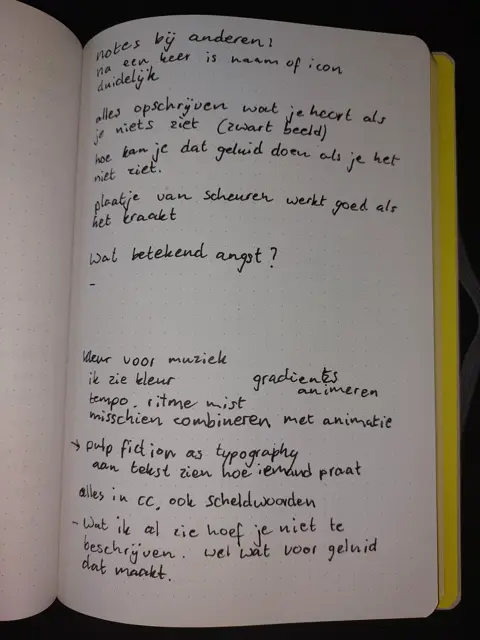 notes bij anderen!
na een keer is naam of icon
duidelijk
alles opschrijven wat je hoort als
je niets ziet (zwart beeld)
hoe kan je dat geluid doen als je het
niet ziet.
plaatje van scheuren werkt goed als
het kraakt
Wat betekend angst?
-
kleur voor muziek
ik zie kleur gradients
animeren
tempo. ritme mist
misschien combineren met animatie
→ pulp fiction as typography
aan tekst zien hoe iemand praat
alles in CC, ook scheldwoorden
- Wat ik al zie hoef je niet te
beschrijven. wel wat voor geluid
dat maakt.